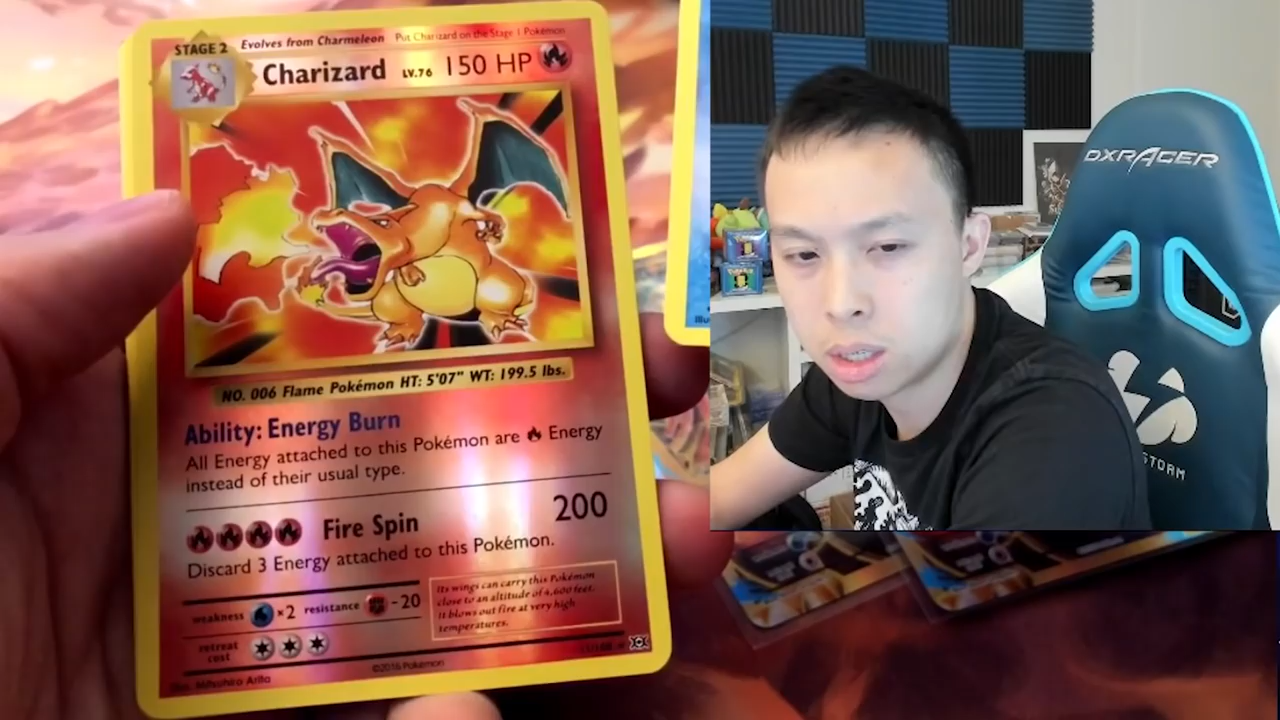 STAGE 2
Evolves from Charmeleon
Put Charizard on the Stage 1 Pokémon
Charizard LV.76 150 HP
NO. 006 Flame Pokémon HT: 5'07" WT: 199.5 lbs.
Ability: Energy Burn
All Energy attached to this Pokémon are Energy
instead of their usual type.
Fire Spin 200
Discard 3 Energy attached to this Pokémon.
weakness ×2 resistance -20
Its wings can carry this Pokémon
close to an altitude of 4,600 feet.
It blows out fire at very high
temperatures.
retreat
cost
©2016 Pokémon
Illus. Mitsuhiro Arita
Illu
DXRACER
STORM